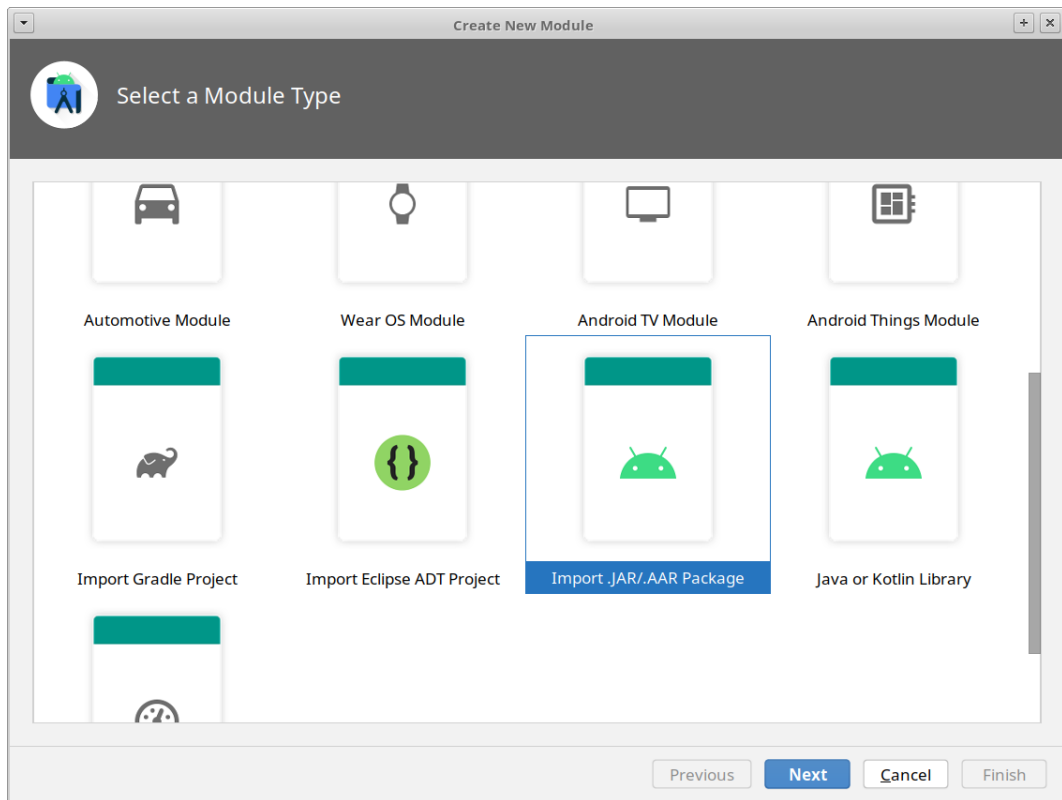 Create New Module
Select a Module Type
Automotive Module
Wear OS Module
Android TV Module
Android Things Module
Import Gradle Project
Import Eclipse ADT Project
Import .JAR/.AAR Package
Java or Kotlin Library
Previous
Next
Cancel
Finish